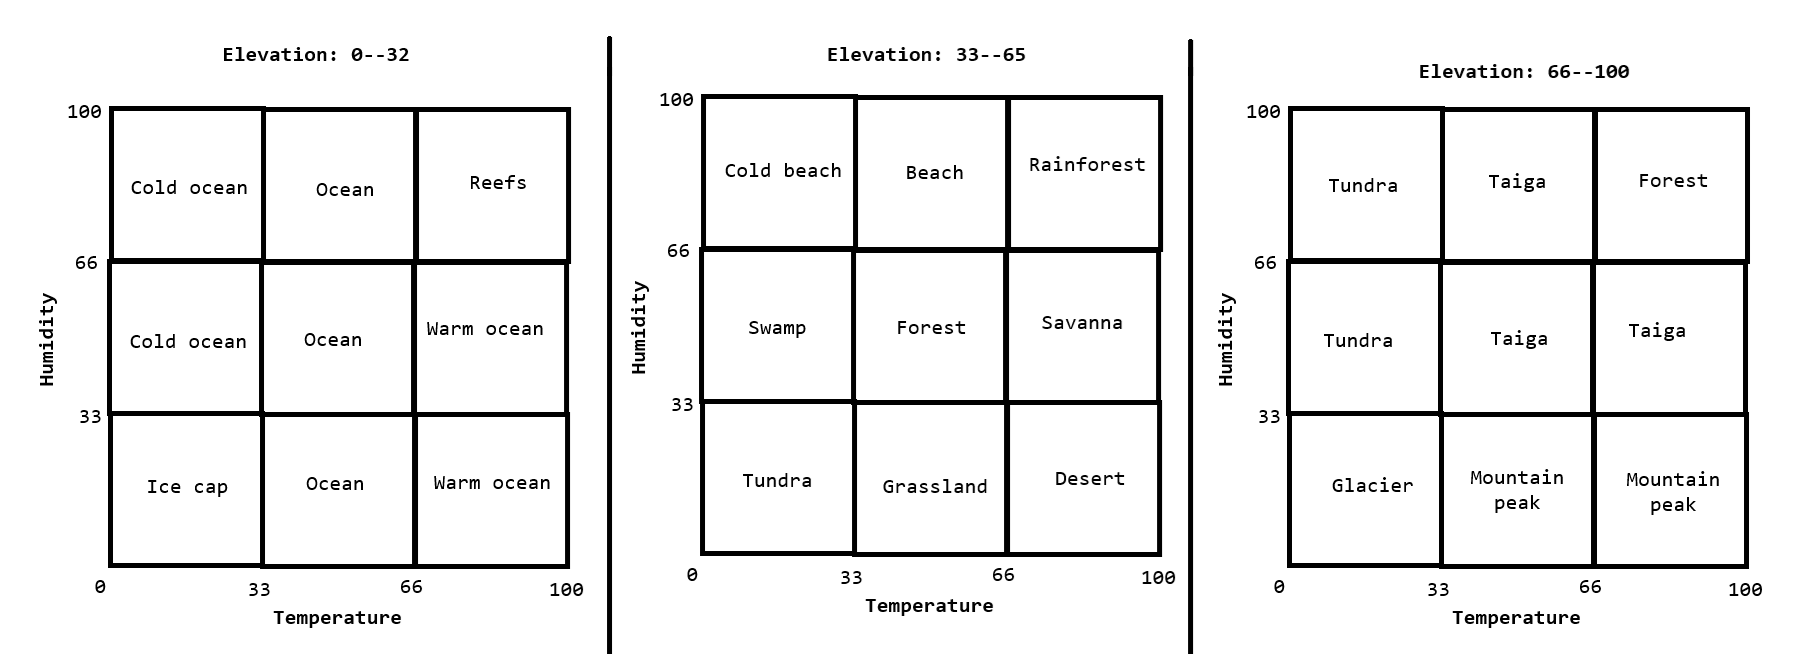 Elevation: 0--32
100
Cold ocean
Ocean
Reefs
66
Humidity
Cold ocean
Ocean
Warm ocean
33
Ice cap
Ocean
Warm ocean
0
33
66
100
Temperature
Elevation: 33--65
100
Cold beach
Beach
Rainforest
66
Humidity
Swamp
Forest
Savanna
33
Tundra
Grassland
Desert
0
33
66
100
Temperature
Elevation: 66--100
100
Tundra
Taiga
Forest
66
Humidity
Tundra
Taiga
Taiga
33
Glacier
Mountain
peak
Mountain
peak
0
33
66
100
Temperature